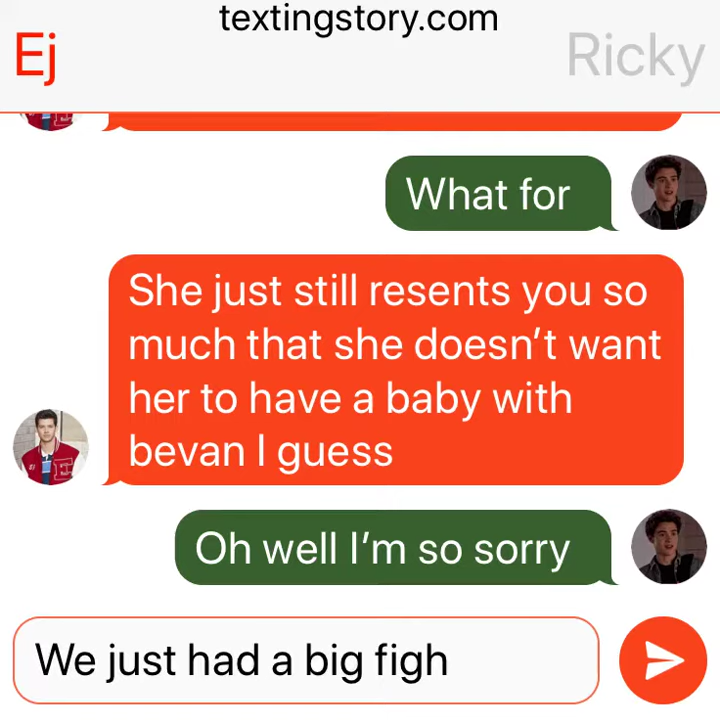 textingstory.com
Ej
Ricky
What for
She just still resents you so
much that she doesn't want
her to have a baby with
bevan I guess
Oh well I'm so sorry
We just had a big figh